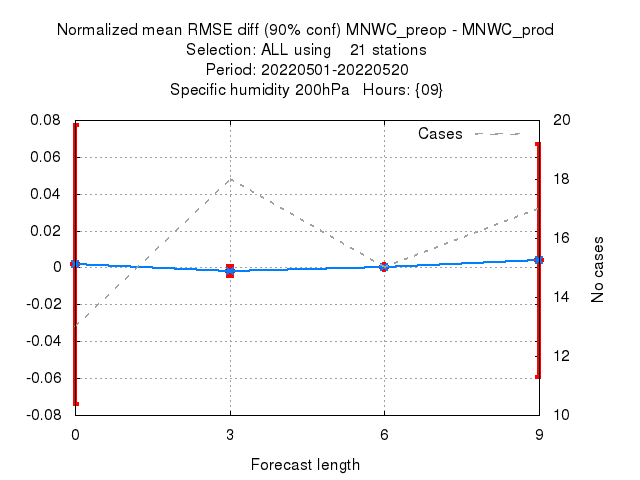 Normalized mean RMSE diff (90% conf) MNWC_preop - MNWC_prod
Selection: ALL using    21 stations
Period: 20220501-20220520
Specific humidity 200hPa   Hours: {09}
Cases
0.08
0.06
0.04
0.02
0
-0.02
-0.04
-0.06
-0.08
20
18
16
14
12
10
No cases
0 3 6 9
Forecast length